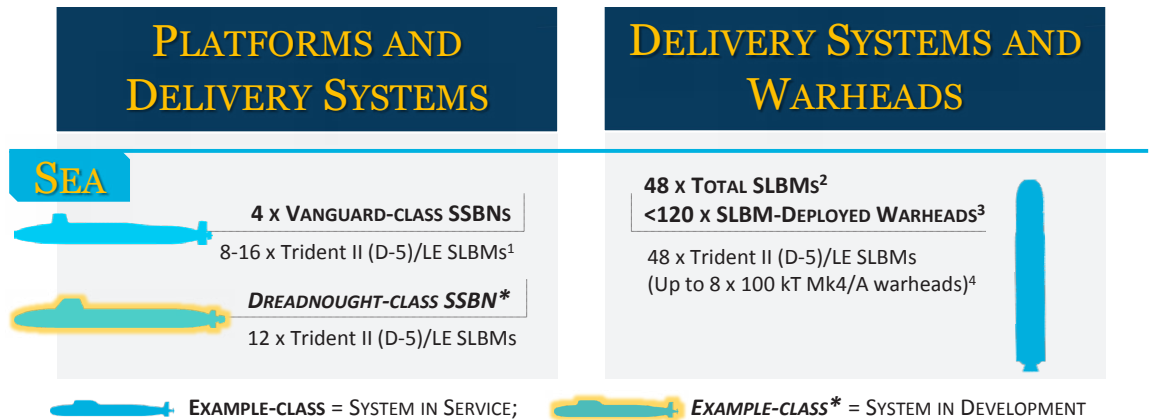 PLATFORMS AND
DELIVERY SYSTEMS
DELIVERY SYSTEMS AND
WARHEADS
SEA
4 X VANGUARD-CLASS SSBNS
8-16 x Trident II (D-5)/LE SLBMs¹
DREADNOUGHT-CLASS SSBN*
12 x Trident II (D-5)/LE SLBMs
48 X TOTAL SLBMS²
<120 X SLBM-DEPLOYED WARHEADS³
48 x Trident II (D-5)/LE SLBMs
(Up to 8 x 100 kT Mk4/A warheads)⁴
EXAMPLE-CLASS = SYSTEM IN SERVICE;
EXAMPLE-CLASS* = SYSTEM IN DEVELOPMENT